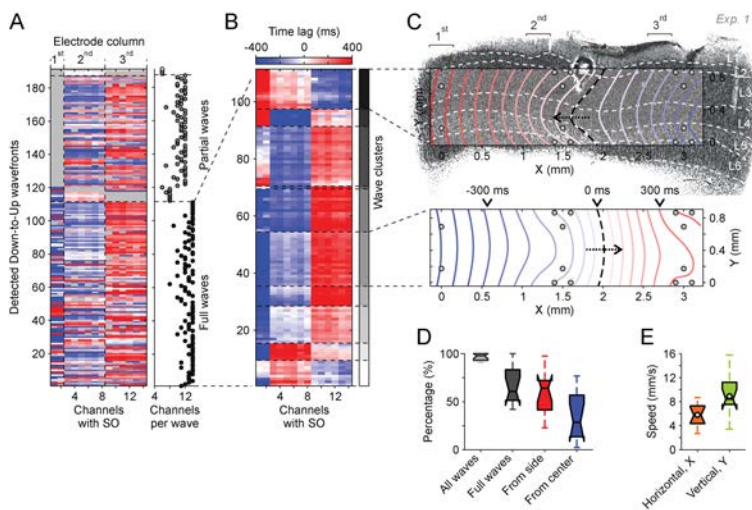 A
Electrode column
1st 2nd 3rd
Detected Down-to-Up wavefronts
180
160
140
120
100
80
60
40
20
4 8 12
Channels with SO
4 12
Channels per wave
Partial waves
Full waves
B
Time lag (ms)
-400 0 400
100
80
60
40
20
4 8 12
Channels with SO
Wave clusters
C
Exp. 1
1st 2nd 3rd
Y (mm)
0.8
0.4
0
0 0.5 1 1.5 2 2.5 3
X (mm)
-300 ms 0 ms 300 ms
0.8
0.4
0
Y (mm)
0 0.5 1 1.5 2 2.5 3
X (mm)
D
Percentage (%)
100
50
0
All waves
Full waves
From side
From center
E
Speed (mm/s)
16
12
8
4
0
Horizontal, X
Vertical, Y